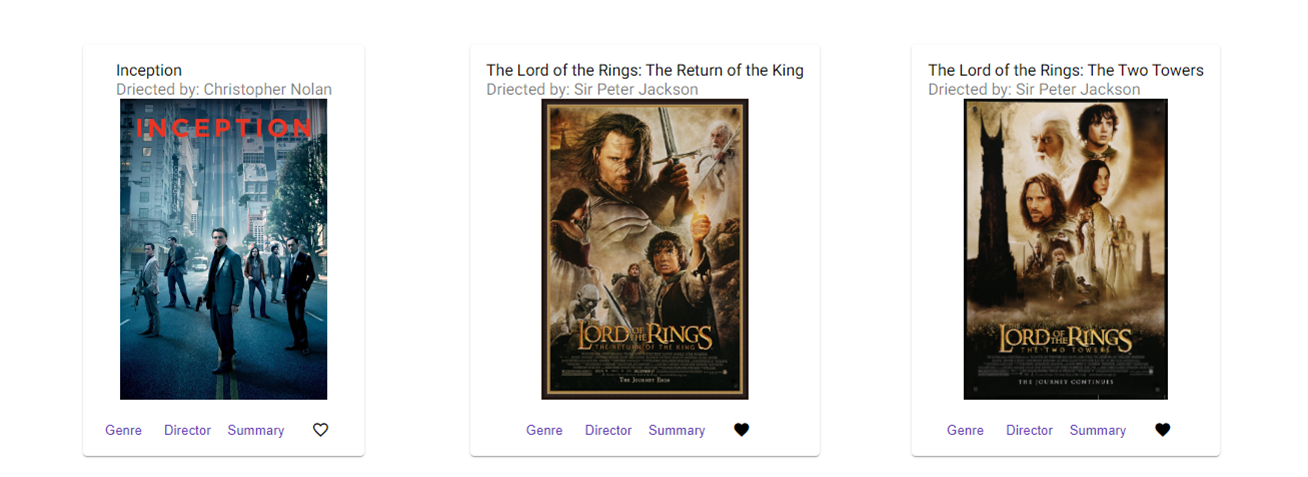 Inception
Driected by: Christopher Nolan
INCEPTION
Genre Director Summary
The Lord of the Rings: The Return of the King
Driected by: Sir Peter Jackson
THE LORD OF THE RINGS
THE RETURN OF THE KING
THE JOURNEY ENDS
Genre Director Summary
The Lord of the Rings: The Two Towers
Driected by: Sir Peter Jackson
THE LORD OF THE RINGS
THE TWO TOWERS
THE JOURNEY CONTINUES
Genre Director Summary